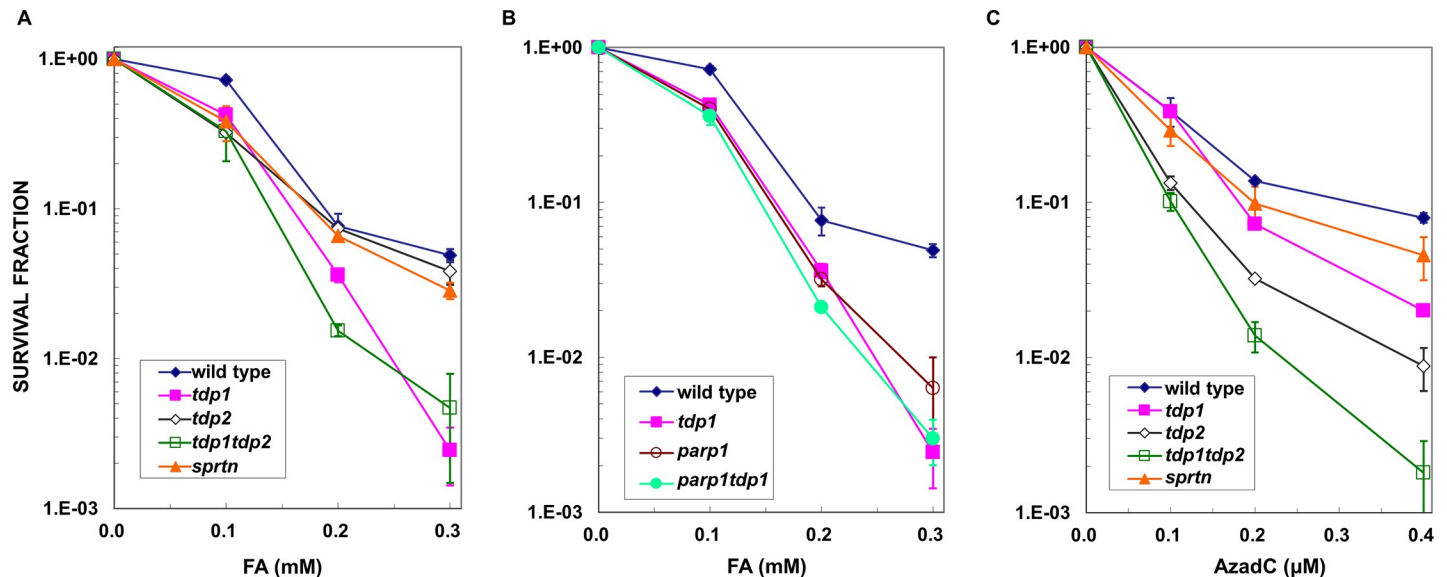 A
SURVIVAL FRACTION
1.E+00
1.E-01
1.E-02
1.E-03
wild type
tdp1
tdp2
tdp1tdp2
sprtn
0.0
0.1
0.2
0.3
FA (mM)
B
1.E+00
1.E-01
1.E-02
1.E-03
wild type
tdp1
parp1
parp1tdp1
0.0
0.1
0.2
0.3
FA (mM)
C
1.E+00
1.E-01
1.E-02
1.E-03
wild type
tdp1
tdp2
tdp1tdp2
sprtn
0.0
0.1
0.2
0.3
0.4
AzadC (µM)